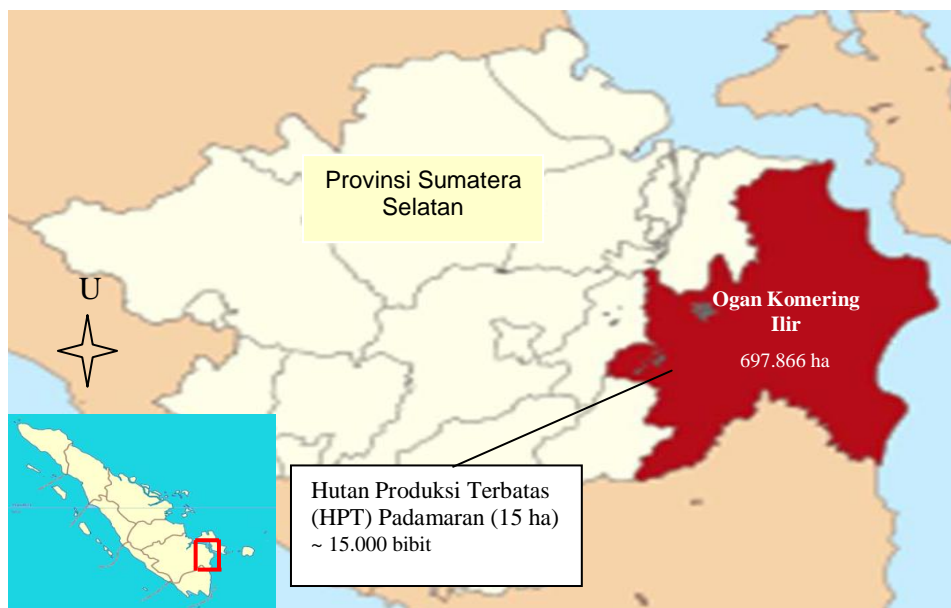 Provinsi Sumatera
Selatan
U
Ogan Komering
Ilir
697.866 ha
Hutan Produksi Terbatas
(HPT) Padamaran (15 ha)
~ 15.000 bibit